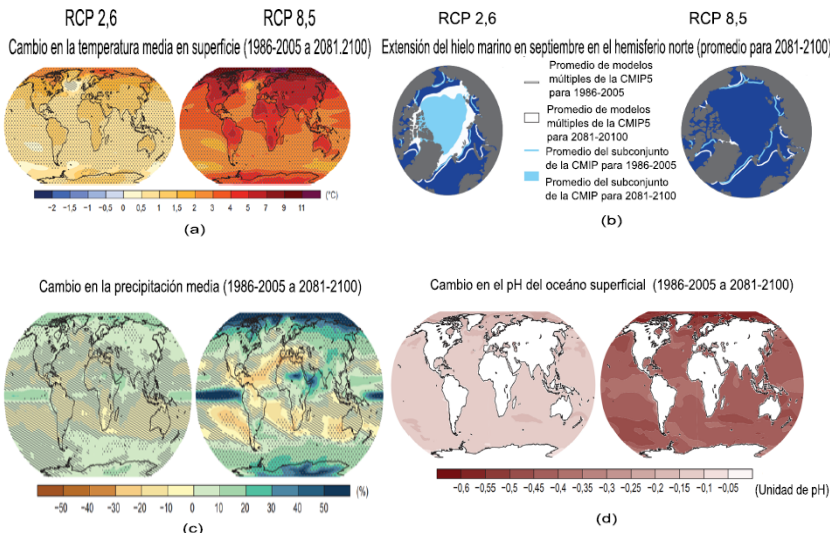 RCP 2,6
RCP 8,5
Cambio en la temperatura media en superficie (1986-2005 a 2081.2100)
−2 −1,5 −1 −0,5 0 0,5 1 1,5 2 3 4 5 7 9 11 (°C)
(a)
RCP 2,6
RCP 8,5
Extensión del hielo marino en septiembre en el hemisferio norte (promedio para 2081-2100)
Promedio de modelos
múltiples de la CMIP5
para 1986-2005
Promedio de modelos
múltiples de la CMIP5
para 2081-20100
Promedio del subconjunto
de la CMIP para 1986-2005
Promedio del subconjunto
de la CMIP para 2081-2100
(b)
Cambio en la precipitación media (1986-2005 a 2081-2100)
−50 −40 −30 −20 −10 0 10 20 30 40 50 (%)
(c)
Cambio en el pH del oceáno superficial (1986-2005 a 2081-2100)
−0,6 −0,55 −0,5 −0,45 −0,4 −0,35 −0,3 −0,25 −0,2 −0,15 −0,1 −0,05 (Unidad de pH)
(d)